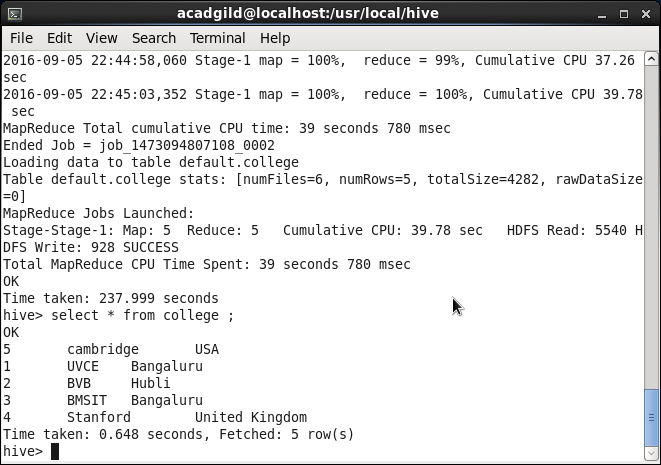 acadgild@localhost:/usr/local/hive
File Edit View Search Terminal Help
2016-09-05 22:44:58,060 Stage-1 map = 100%,  reduce = 99%, Cumulative CPU 37.26
sec
2016-09-05 22:45:03,352 Stage-1 map = 100%,  reduce = 100%, Cumulative CPU 39.78
 sec
MapReduce Total cumulative CPU time: 39 seconds 780 msec
Ended Job = job_1473094807108_0002
Loading data to table default.college
Table default.college stats: [numFiles=6, numRows=5, totalSize=4282, rawDataSize
=0]
MapReduce Jobs Launched:
Stage-Stage-1: Map: 5  Reduce: 5   Cumulative CPU: 39.78 sec   HDFS Read: 5540 H
DFS Write: 928 SUCCESS
Total MapReduce CPU Time Spent: 39 seconds 780 msec
OK
Time taken: 237.999 seconds
hive> select * from college ;
OK
5       cambridge       USA
1       UVCE    Bangaluru
2       BVB     Hubli
3       BMSIT   Bangaluru
4       Stanford        United Kingdom
Time taken: 0.648 seconds, Fetched: 5 row(s)
hive>